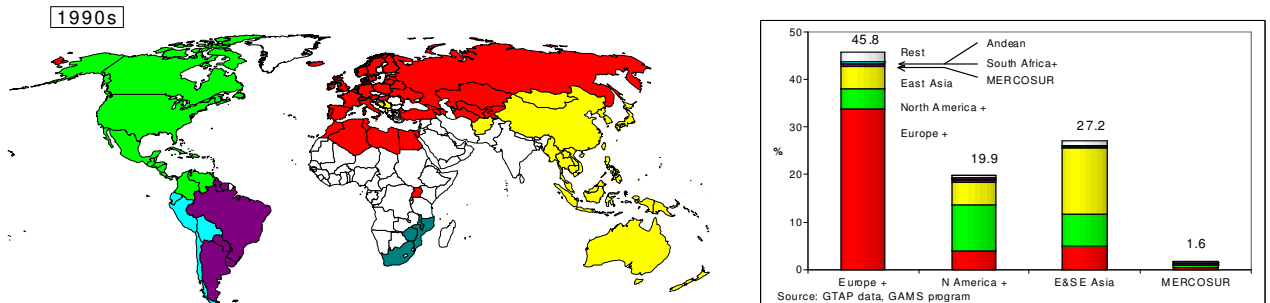 1990s
50
40
30
20
10
0
%
45.8
19.9
27.2
1.6
Rest
East Asia
North America +
Europe +
Andean
South Africa+
MERCOSUR
Europe +
N America +
E&SE Asia
MERCOSUR
Source: GTAP data, GAMS program